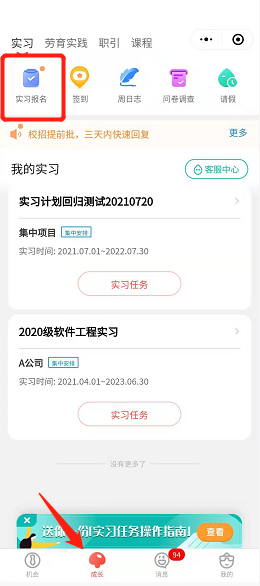 实习 劳育实践 职引 课程
实习报名 签到 周日志 问卷调查 请假
校招提前批，三天内快速回复 更多
我的实习 客服中心
实习计划回归测试20210720
集中项目 集中安排
实习时间: 2021.07.01~2022.07.30
实习任务
2020级软件工程实习
A公司 集中安排
实习时间: 2021.04.01~2023.06.30
实习任务
没有更多了
送你一份!实习任务操作指南! 查看
机会 成长 消息 94 我的